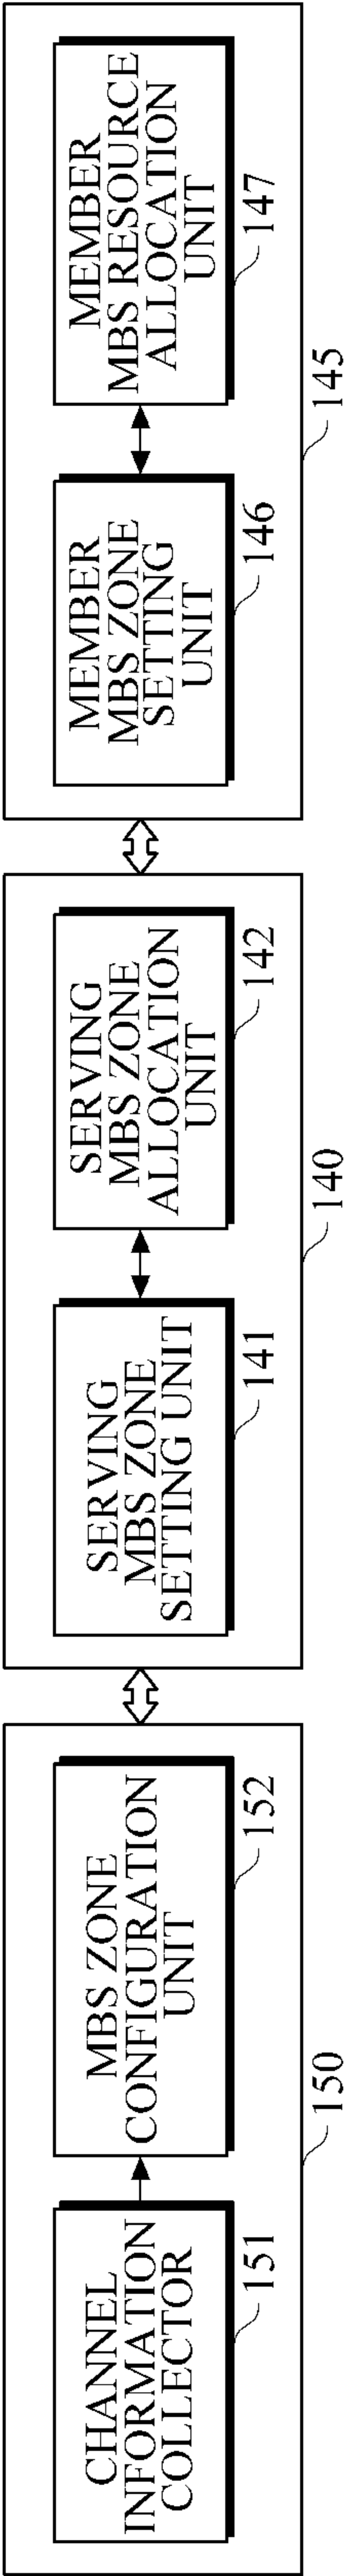 CHANNEL
INFORMATION
COLLECTOR
151
MBS ZONE
CONFIGURATION
UNIT
152
150
SERVING
MBS ZONE
SETTING UNIT
141
SERVING
MBS ZONE
ALLOCATION
UNIT
142
140
MEMBER
MBS ZONE
SETTING
UNIT
146
MEMBER
MBS RESOURCE
ALLOCATION
UNIT
147
145